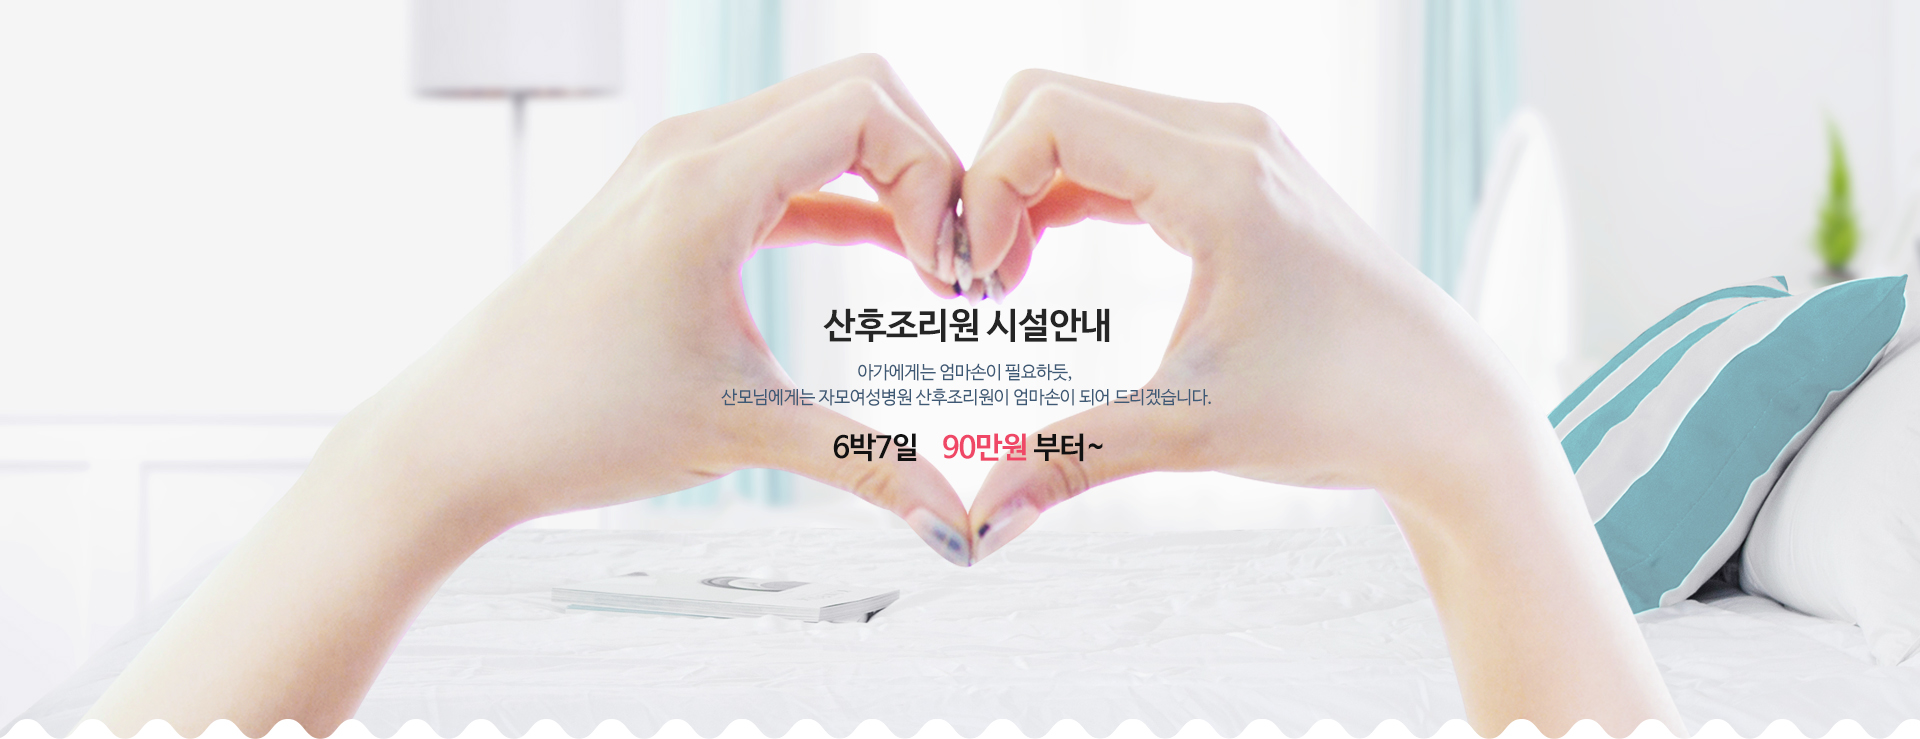 산후조리원 시설안내
아가에게는 엄마손이 필요하듯,
산모님에게는 자모여성병원 산후조리원이 엄마손이 되어 드리겠습니다.
6박7일 90만원 부터~